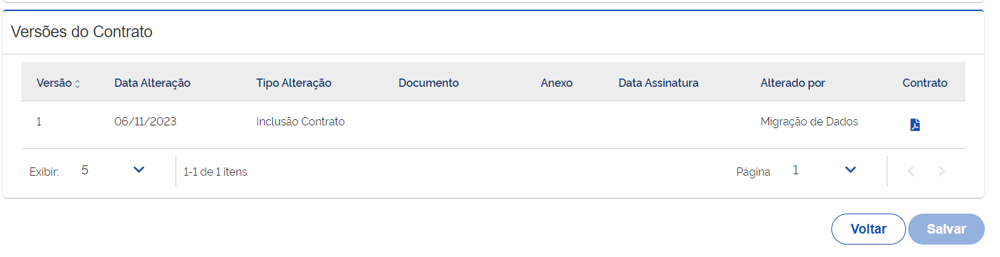 Versões do Contrato
Versão Data Alteração Tipo Alteração Documento Anexo Data Assinatura Alterado por Contrato
1 06/11/2023 Inclusão Contrato Migração de Dados
Exibir: 5 1-1 de 1 itens Página 1
Voltar Salvar